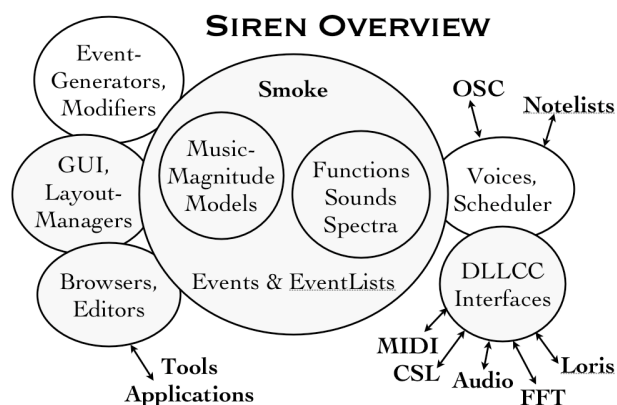 SIREN OVERVIEW
Event-
Generators,
Modifiers
GUI,
Layout-
Managers
Browsers,
Editors
Tools
Applications
Smoke
Music-
Magnitude
Models
Functions
Sounds
Spectra
Events & EventLists
OSC
Notelists
Voices,
Scheduler
DLLCC
Interfaces
MIDI
CSL
Audio
FFT
Loris